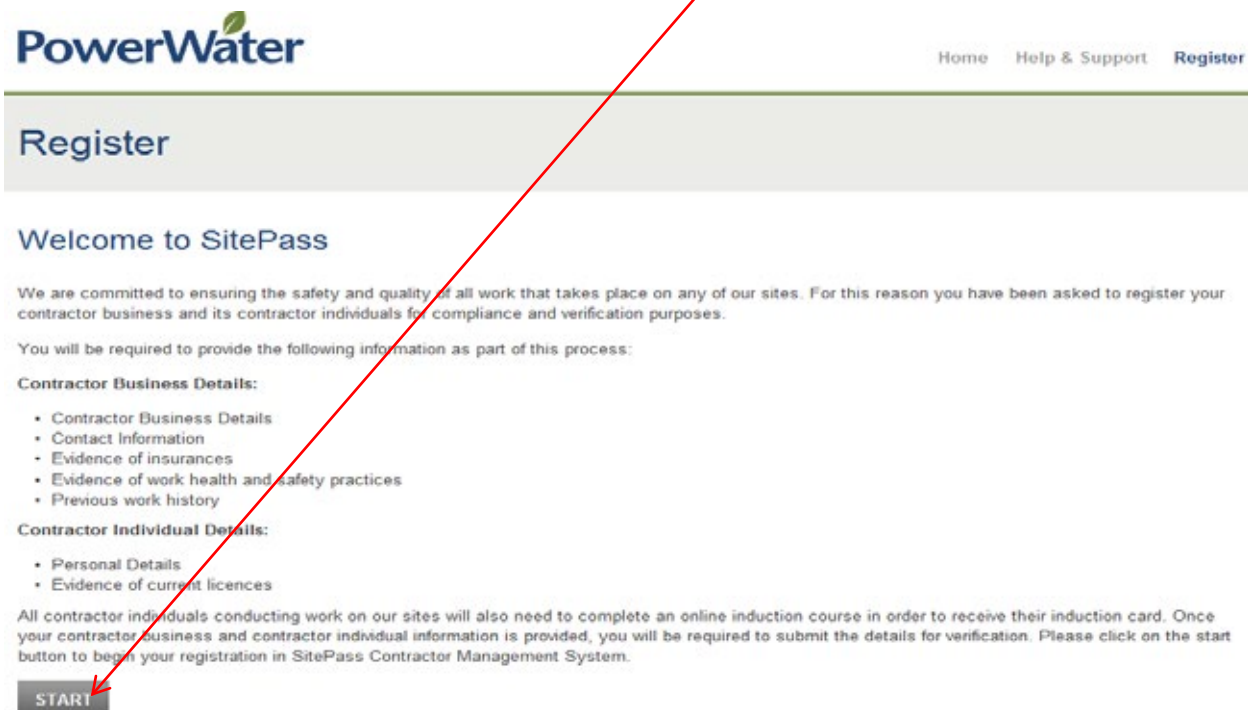 PowerWater
Home Help & Support Register
Register
Welcome to SitePass
We are committed to ensuring the safety and quality of all work that takes place on any of our sites. For this reason you have been asked to register your
contractor business and its contractor individuals for compliance and verification purposes.
You will be required to provide the following information as part of this process:
Contractor Business Details:
• Contractor Business Details
• Contact Information
• Evidence of insurances
• Evidence of work health and safety practices
• Previous work history
Contractor Individual Details:
• Personal Details
• Evidence of current licences
All contractor individuals conducting work on our sites will also need to complete an online induction course in order to receive their induction card. Once
your contractor business and contractor individual information is provided, you will be required to submit the details for verification. Please click on the start
button to begin your registration in SitePass Contractor Management System.
START